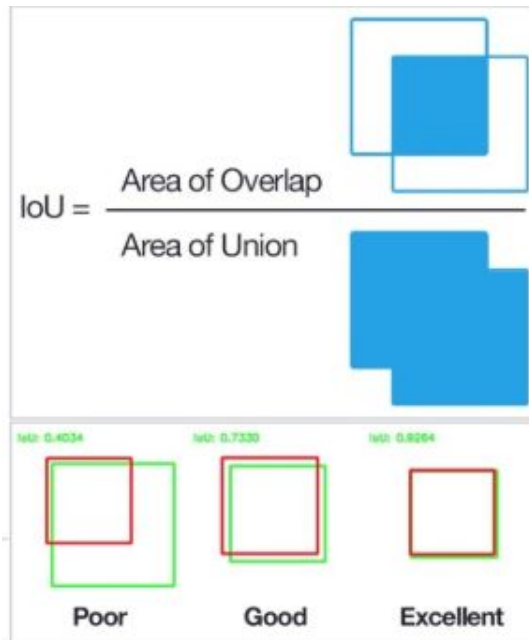 Area of Overlap
IoU =
Area of Union
IoU: 0.4034 IoU: 0.7330 IoU: 0.9264
Poor Good Excellent